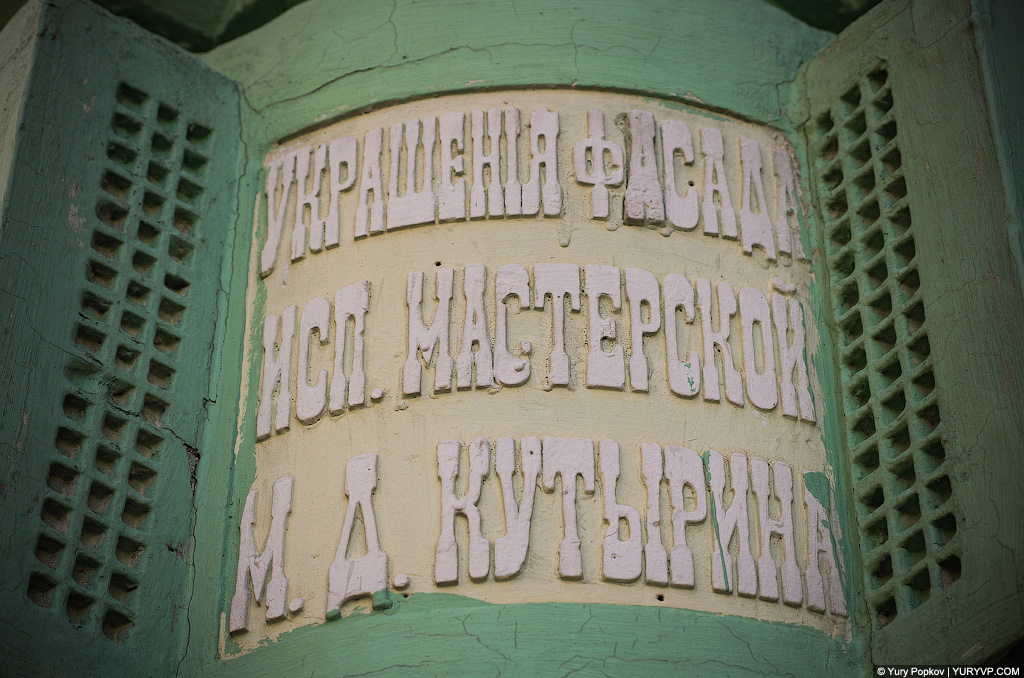 УКРАШЕНІЯ ФАСАДА
ИСП. МАСТЕРСКОЙ
М. Д. КУТЫРИНА
© Yury Popkov | YURYVP.COM